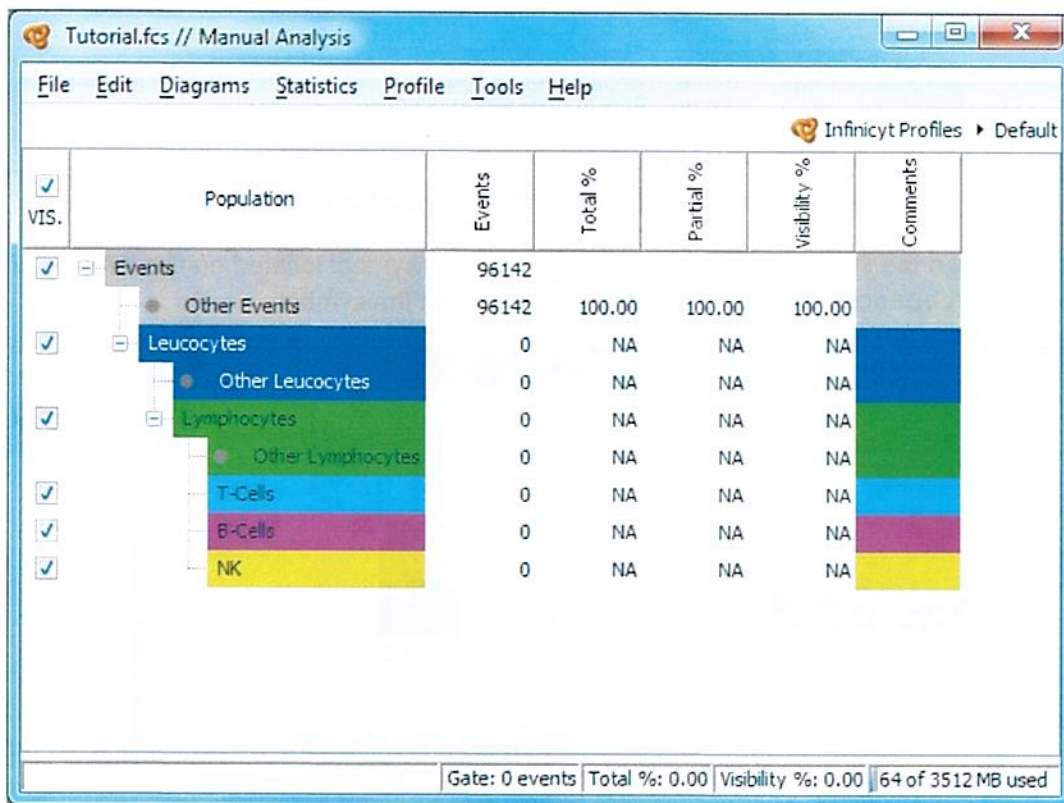 Tutorial.fcs // Manual Analysis
File Edit Diagrams Statistics Profile Tools Help
Infinicyt Profiles ▸ Default
VIS. Population Events Total % Partial % Visibility % Comments
Events 96142
Other Events 96142 100.00 100.00 100.00
Leucocytes 0 NA NA NA
Other Leucocytes 0 NA NA NA
Lymphocytes 0 NA NA NA
Other Lymphocytes 0 NA NA NA
T-Cells 0 NA NA NA
B-Cells 0 NA NA NA
NK 0 NA NA NA
Gate: 0 events Total %: 0.00 Visibility %: 0.00 64 of 3512 MB used